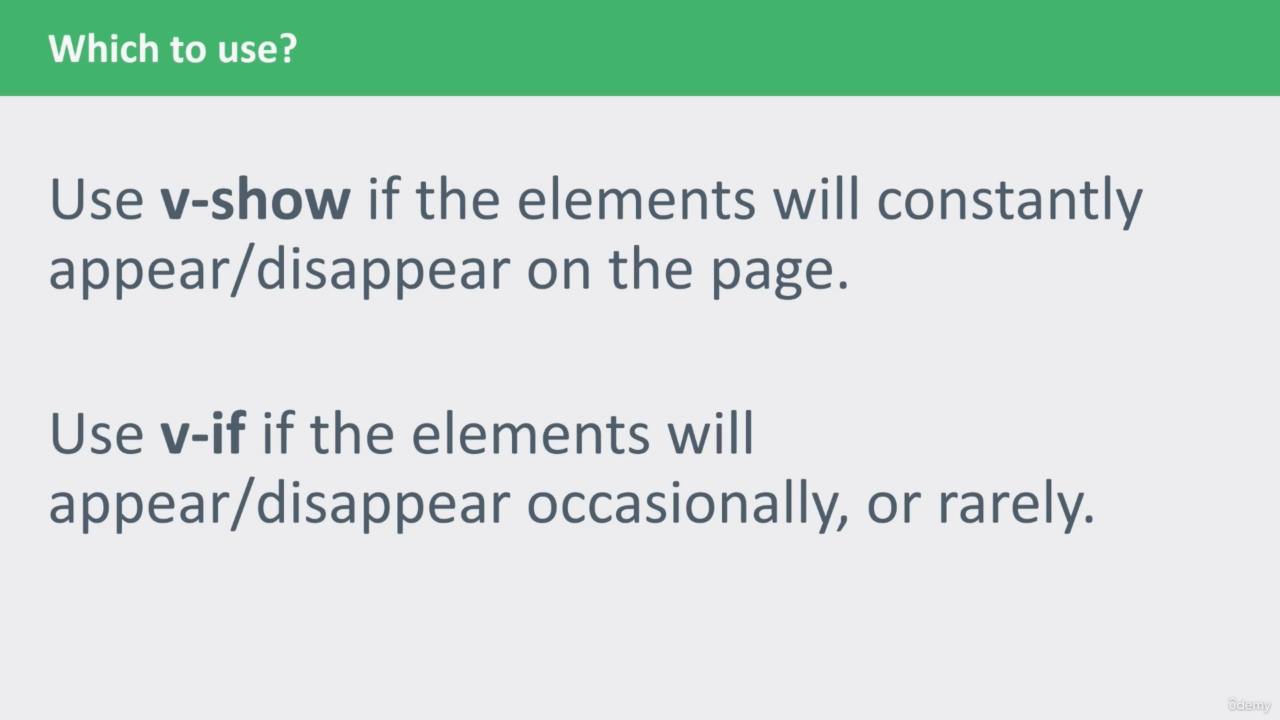 Which to use?
Use v-show if the elements will constantly
appear/disappear on the page.
Use v-if if the elements will
appear/disappear occasionally, or rarely.
ûdemy